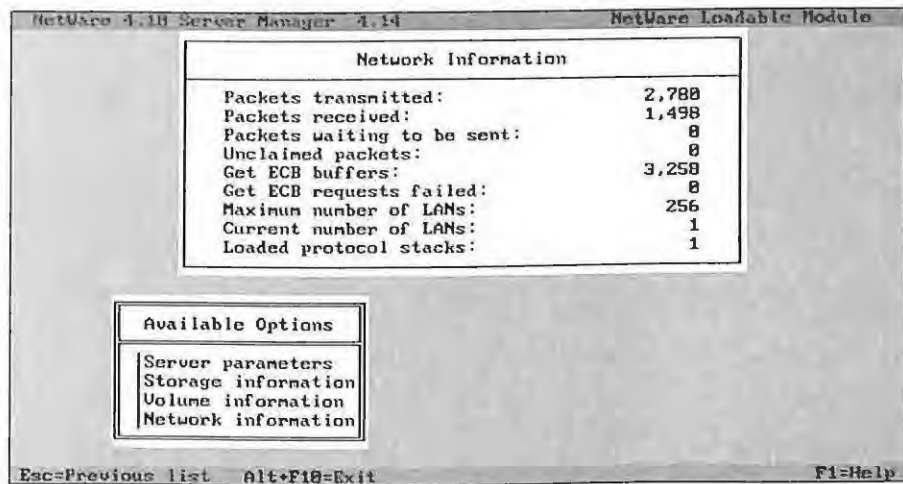 NetWare 4.10 Server Manager 4.14 NetWare Loadable Module
Network Information
Packets transmitted: 2,780
Packets received: 1,498
Packets waiting to be sent: 0
Unclaimed packets: 0
Get ECB buffers: 3,258
Get ECB requests failed: 0
Maximum number of LANs: 256
Current number of LANs: 1
Loaded protocol stacks: 1
Available Options
Server parameters
Storage information
Volume information
Network information
Esc=Previous list Alt+F10=Exit F1=Help